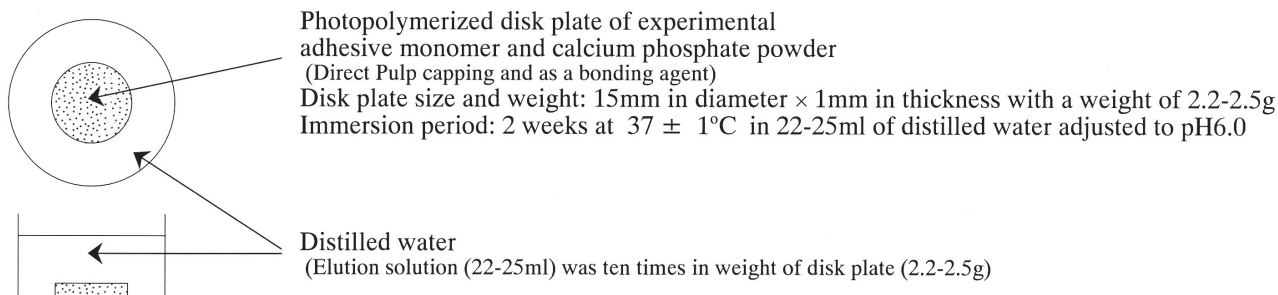 Photopolymerized disk plate of experimental
adhesive monomer and calcium phosphate powder
(Direct Pulp capping and as a bonding agent)
Disk plate size and weight: 15mm in diameter × 1mm in thickness with a weight of 2.2-2.5g
Immersion period: 2 weeks at 37 ± 1°C in 22-25ml of distilled water adjusted to pH6.0
Distilled water
(Elution solution (22-25ml) was ten times in weight of disk plate (2.2-2.5g)